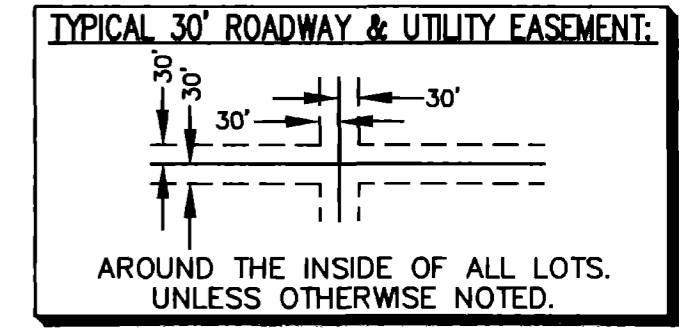 TYPICAL 30' ROADWAY & UTILITY EASEMENT:
30'
30'
30'
30'
AROUND THE INSIDE OF ALL LOTS.
UNLESS OTHERWISE NOTED.